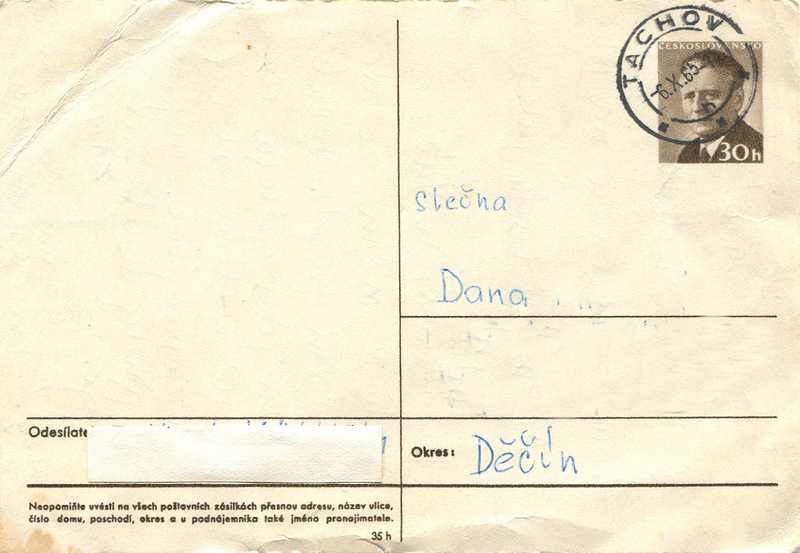 TACHOV
ČESKOSLOVENSKO
-6.X.65-
b
30h
slečna
Dana
Odesílate
Okres:
Děčín
Neopomiňte uvésti na všech poštovních zásilkách přesnou adresu, název ulice,
číslo domu, poschodí, okres a u podnájemníka také jméno pronajímatele.
35 h